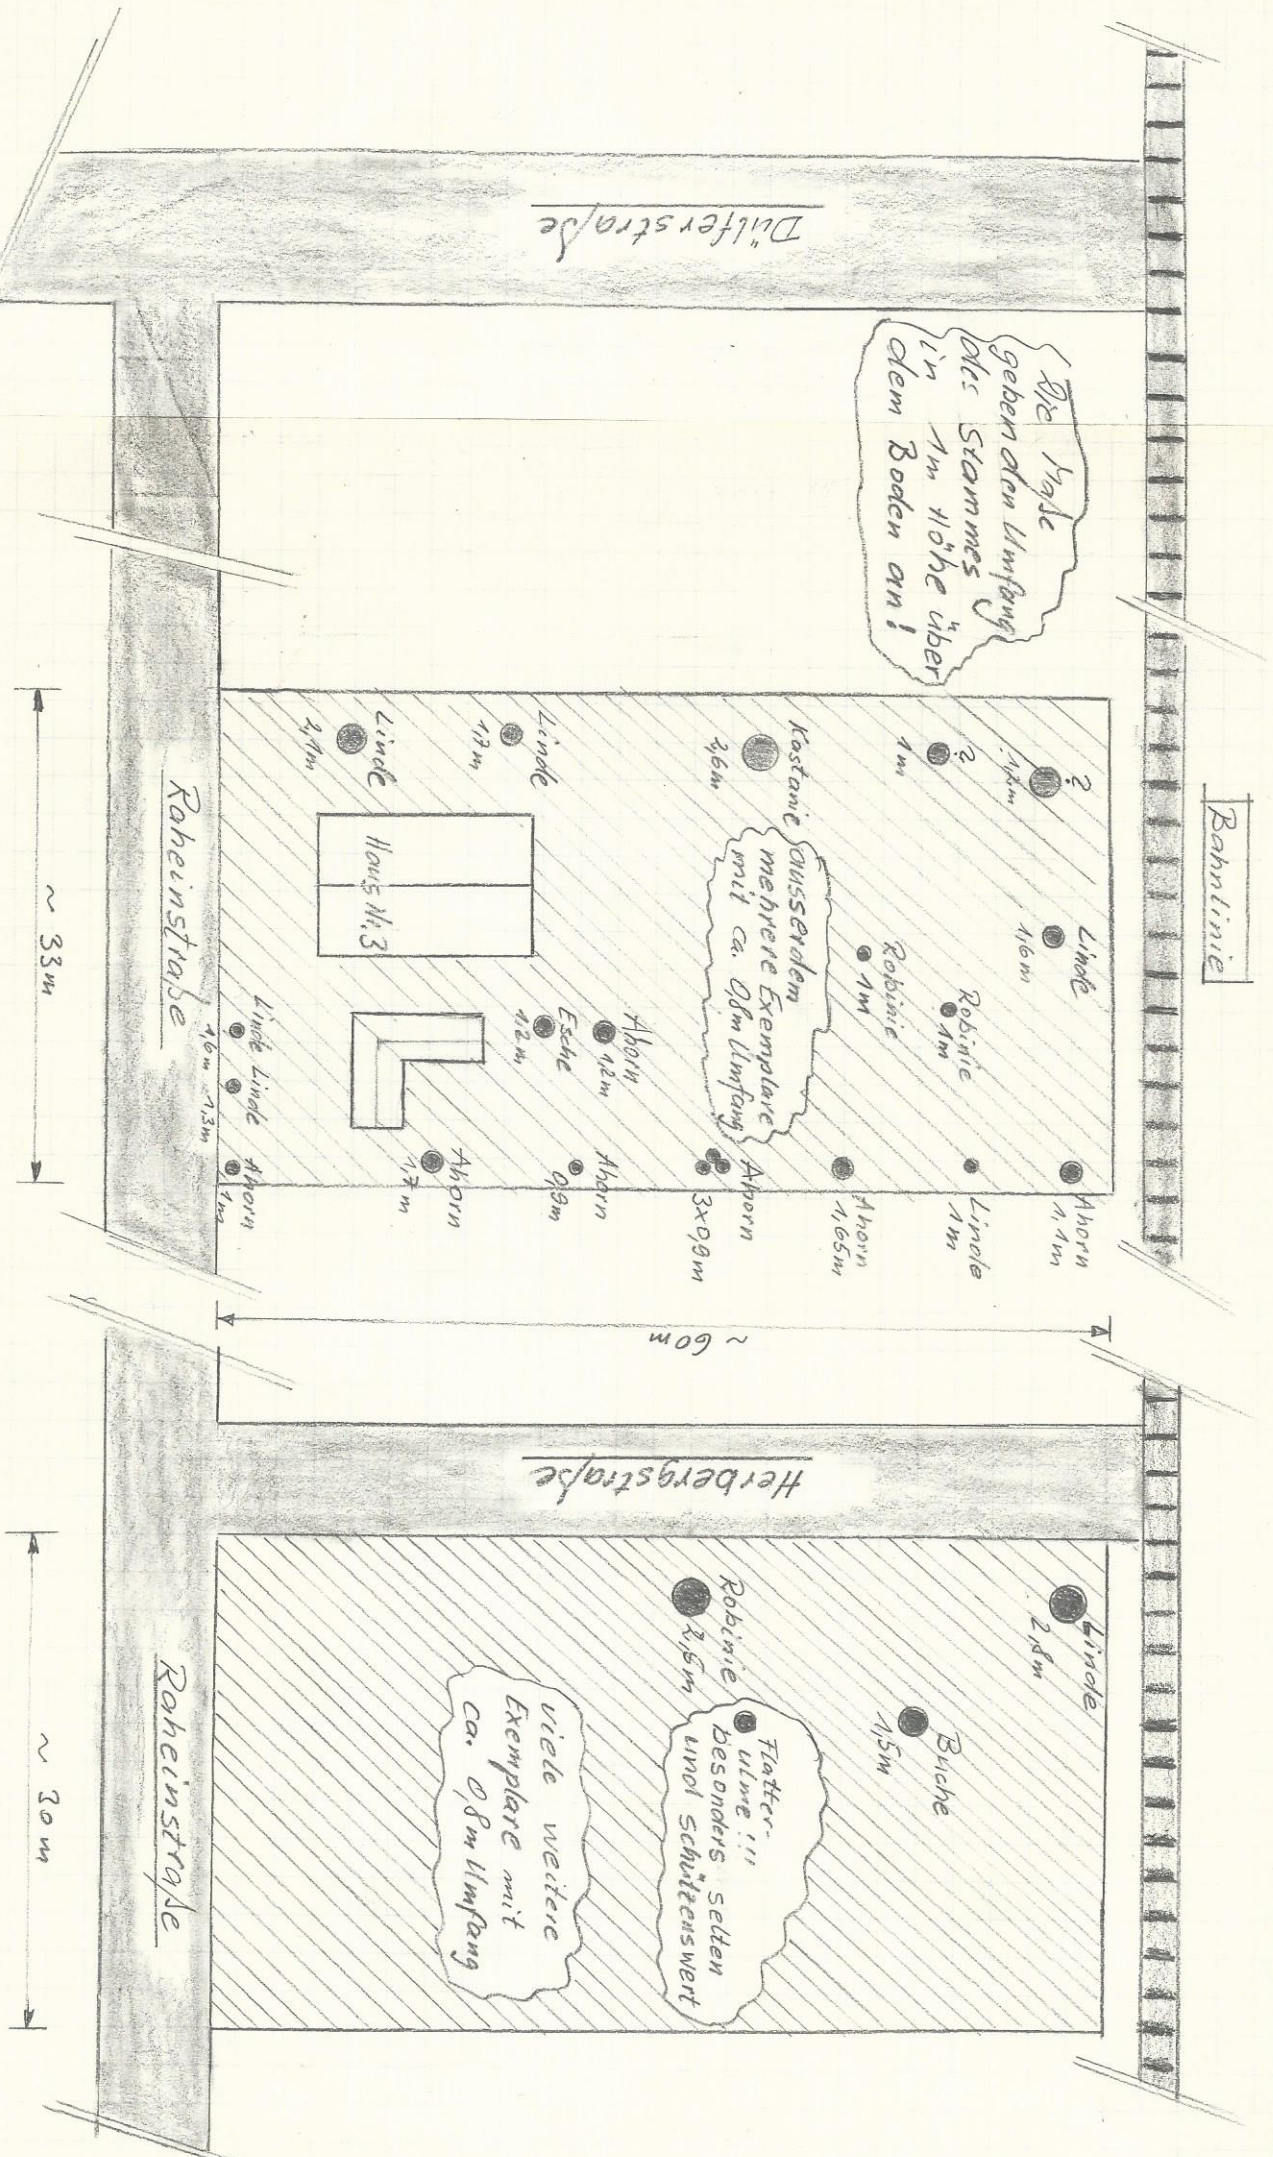 Bahnlinie
Dülferstraße
Die Maße
geben den Umfang
des Stammes
in 1m Höhe über
dem Boden an!
?
1,2m
?
1m
Kastanie
2,6m
Linde
1,7m
Linde
2,1m
Linde
1,6m
Robinie
1m
Robinie
1m
ausserdem
mehrere Exemplare
mit ca. 0,8m Umfang
Haus Nr. 3
Ahorn
1,2m
Esche
1,2m
Ahorn
1,1m
Linde
1m
Ahorn
1,65m
Ahorn
3x0,9m
Ahorn
0,9m
Ahorn
1,7m
Linde
1,6m
Linde
1,3m
Ahorn
1m
Raheinstraße
~ 33m
~ 60m
Herbergstraße
Linde
2,8m
Buche
1,5m
Robinie
Flatter-
ulme!!!
besonders selten
und schützenswert
viele weitere
Exemplare mit
ca. 0,8m Umfang
Raheinstraße
~ 30m